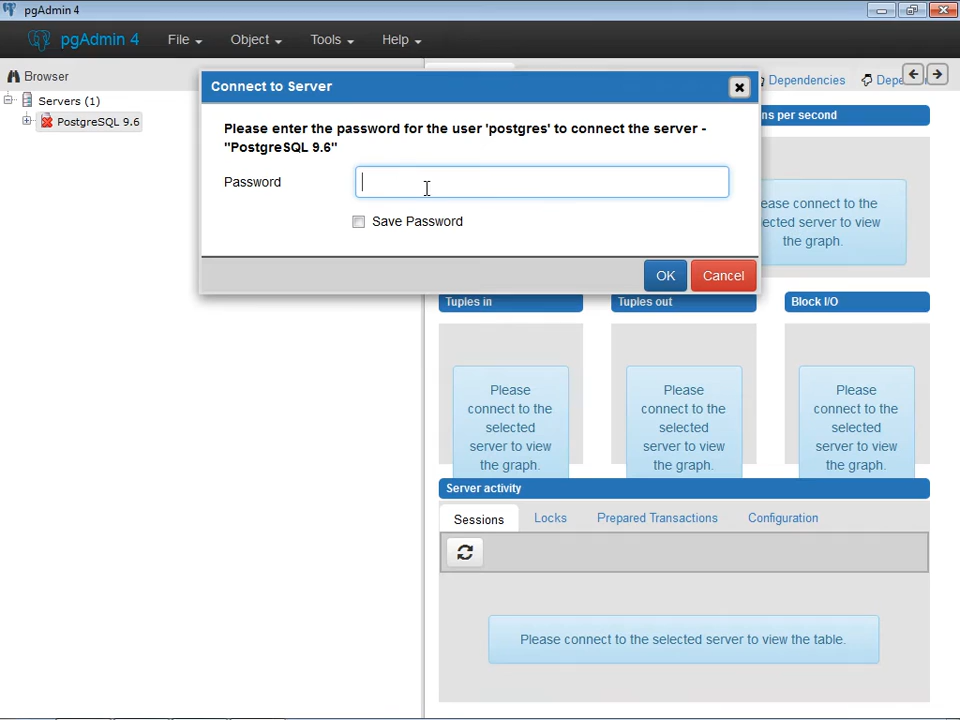 pgAdmin 4
pgAdmin 4 File Object Tools Help
Browser
Servers (1)
PostgreSQL 9.6
Dependencies
Depe
Connect to Server
Please enter the password for the user 'postgres' to connect the server -
"PostgreSQL 9.6"
Password
Save Password
OK Cancel
ns per second
ease connect to the
ected server to view
the graph.
Tuples in
Tuples out
Block I/O
Please
connect to the
selected
server to view
the graph.
Please
connect to the
selected
server to view
the graph.
Please
connect to the
selected
server to view
the graph.
Server activity
Sessions Locks Prepared Transactions Configuration
Please connect to the selected server to view the table.